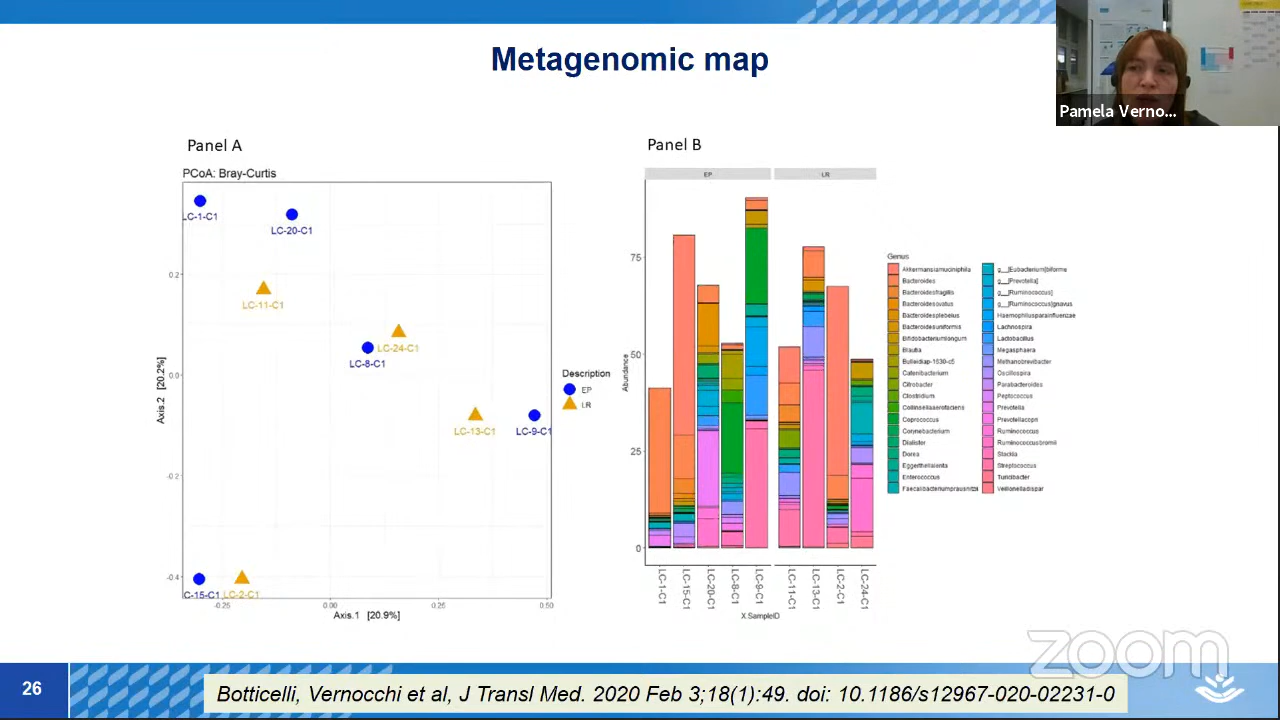 Metagenomic map
Pamela Verno...
Panel A
PCoA: Bray-Curtis
LC-1-C1
LC-20-C1
LC-11-C1
LC-24-C1
LC-8-C1
LC-13-C1
LC-9-C1
C-15-C1
LC-2-C1
0.2
0.0
-0.2
-0.4
Axis.2 [20.2%]
-0.25
0.00
0.25
0.50
Axis.1 [20.9%]
Description
EP
LR
Panel B
EP
LR
75
50
25
0
Abundance
LC-1-C1
LC-15-C1
LC-20-C1
LC-8-C1
LC-9-C1
LC-11-C1
LC-13-C1
LC-2-C1
LC-24-C1
X.SampleID
Genus
Akkermansiamuciniphila
Bacteroides
Bacteroidesfragilis
Bacteroidesovatus
Bacteroidesplebeius
Bacteroidesuniformis
Bifidobacteriumlongum
Blautia
Bulleidiap-1630-c5
Catenibacterium
Citrobacter
Clostridium
Collinsellaaerofaciens
Coprococcus
Corynebacterium
Dialister
Dorea
Eggerthellalenta
Enterococcus
Faecalibacteriumprausnitzii
g__[Eubacterium]biforme
g__[Prevotella]
g__[Ruminococcus]
g__[Ruminococcus]gnavus
Haemophilusparainfluenzae
Lachnospira
Lactobacillus
Megasphaera
Methanobrevibacter
Oscillospira
Parabacteroides
Peptococcus
Prevotella
Prevotellacopri
Ruminococcus
Ruminococcusbromii
Slackia
Streptococcus
Turicibacter
Veillonelladispar
zoom
26
Botticelli, Vernocchi et al, J Transl Med. 2020 Feb 3;18(1):49. doi: 10.1186/s12967-020-02231-0